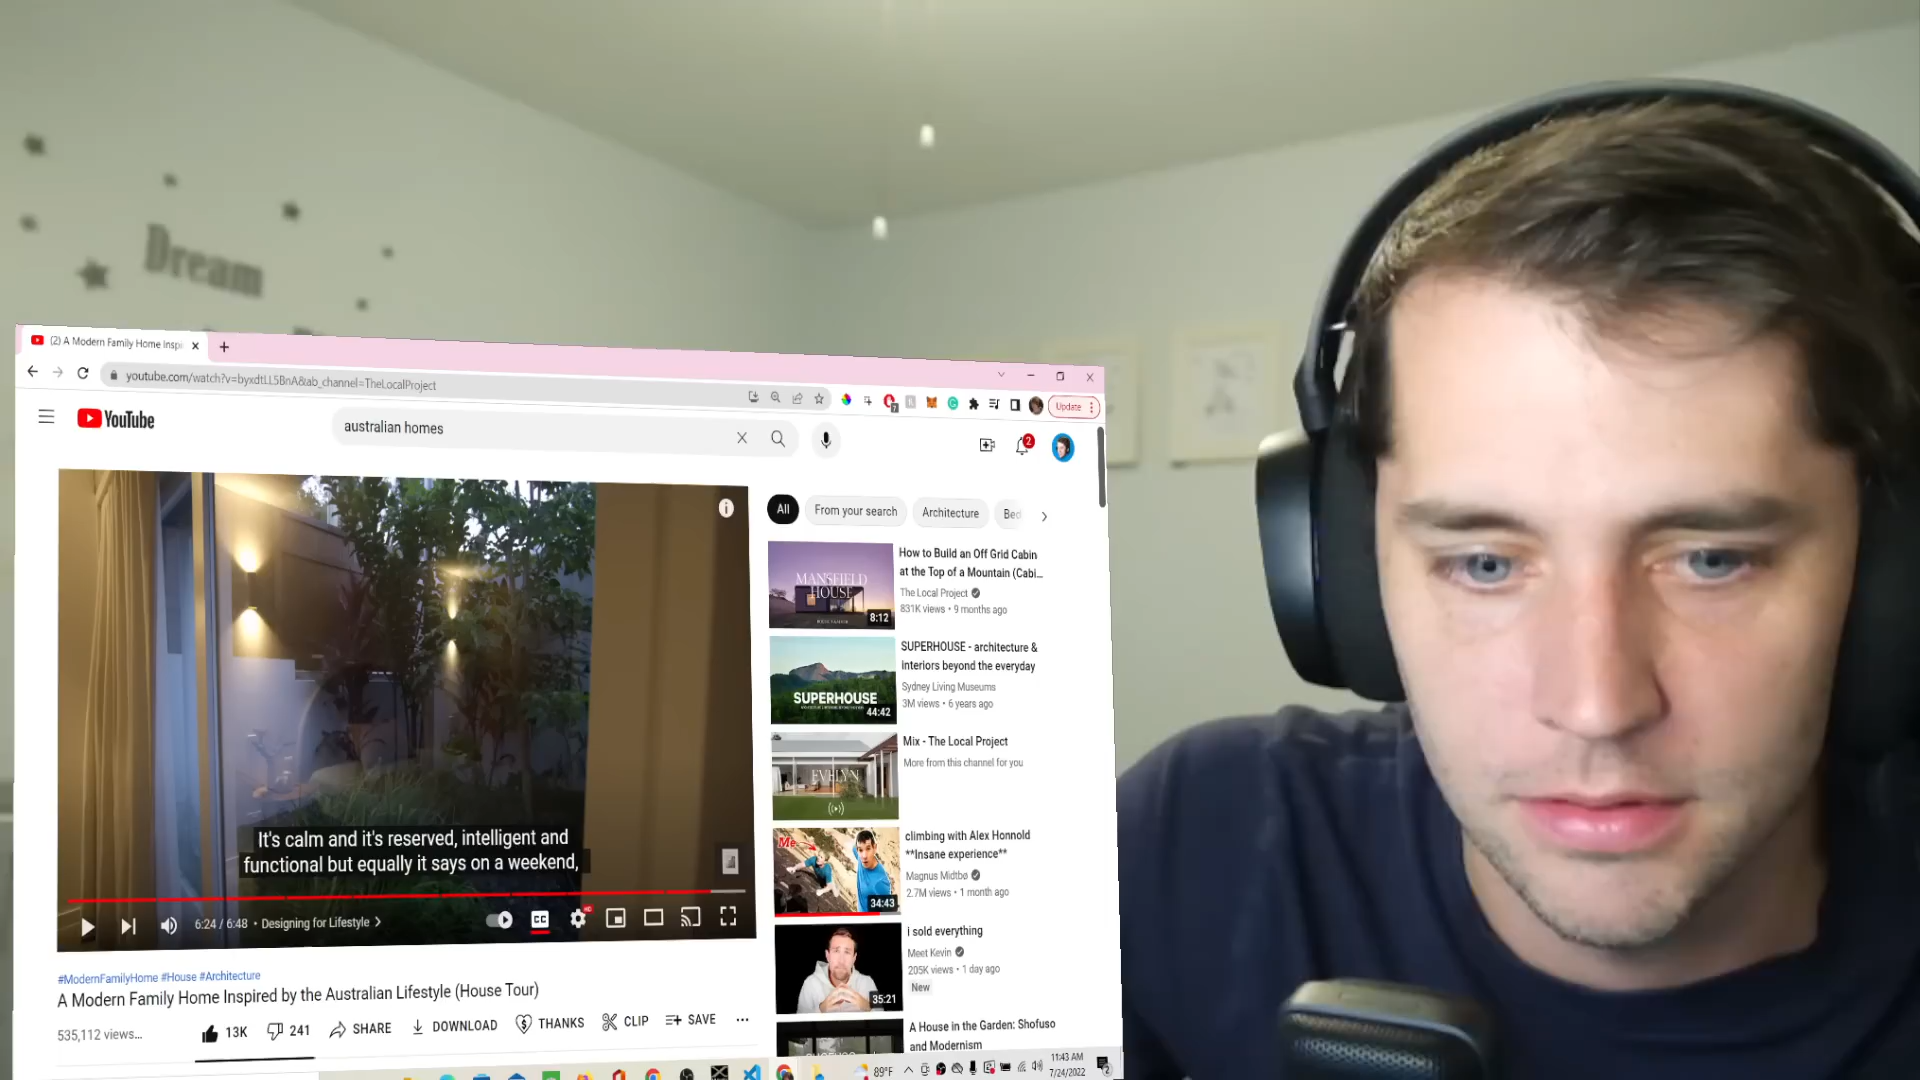 Dream
(2) A Modern Family Home Inspi
youtube.com/watch?v=byxdtLL5BnA&ab_channel=TheLocalProject
Update
YouTube
australian homes
2
All
From your search
Architecture
Bed
It's calm and it's reserved, intelligent and
functional but equally it says on a weekend,
6:24 / 6:48 • Designing for Lifestyle
CC
HD
#ModernFamilyHome #House #Architecture
A Modern Family Home Inspired by the Australian Lifestyle (House Tour)
535,112 views...
13K
241
SHARE
DOWNLOAD
THANKS
CLIP
SAVE
MANSFIELD
HOUSE
8:12
How to Build an Off Grid Cabin
at the Top of a Mountain (Cabi...
The Local Project
831K views • 9 months ago
SUPERHOUSE
44:42
SUPERHOUSE - architecture &
interiors beyond the everyday
Sydney Living Museums
3M views • 6 years ago
EVELYN
Mix - The Local Project
More from this channel for you
Me
34:43
climbing with Alex Honnold
**Insane experience**
Magnus Midtbø
2.7M views • 1 month ago
35:21
i sold everything
Meet Kevin
205K views • 1 day ago
New
A House in the Garden: Shofuso
and Modernism
89°F
11:43 AM
7/24/2022
2